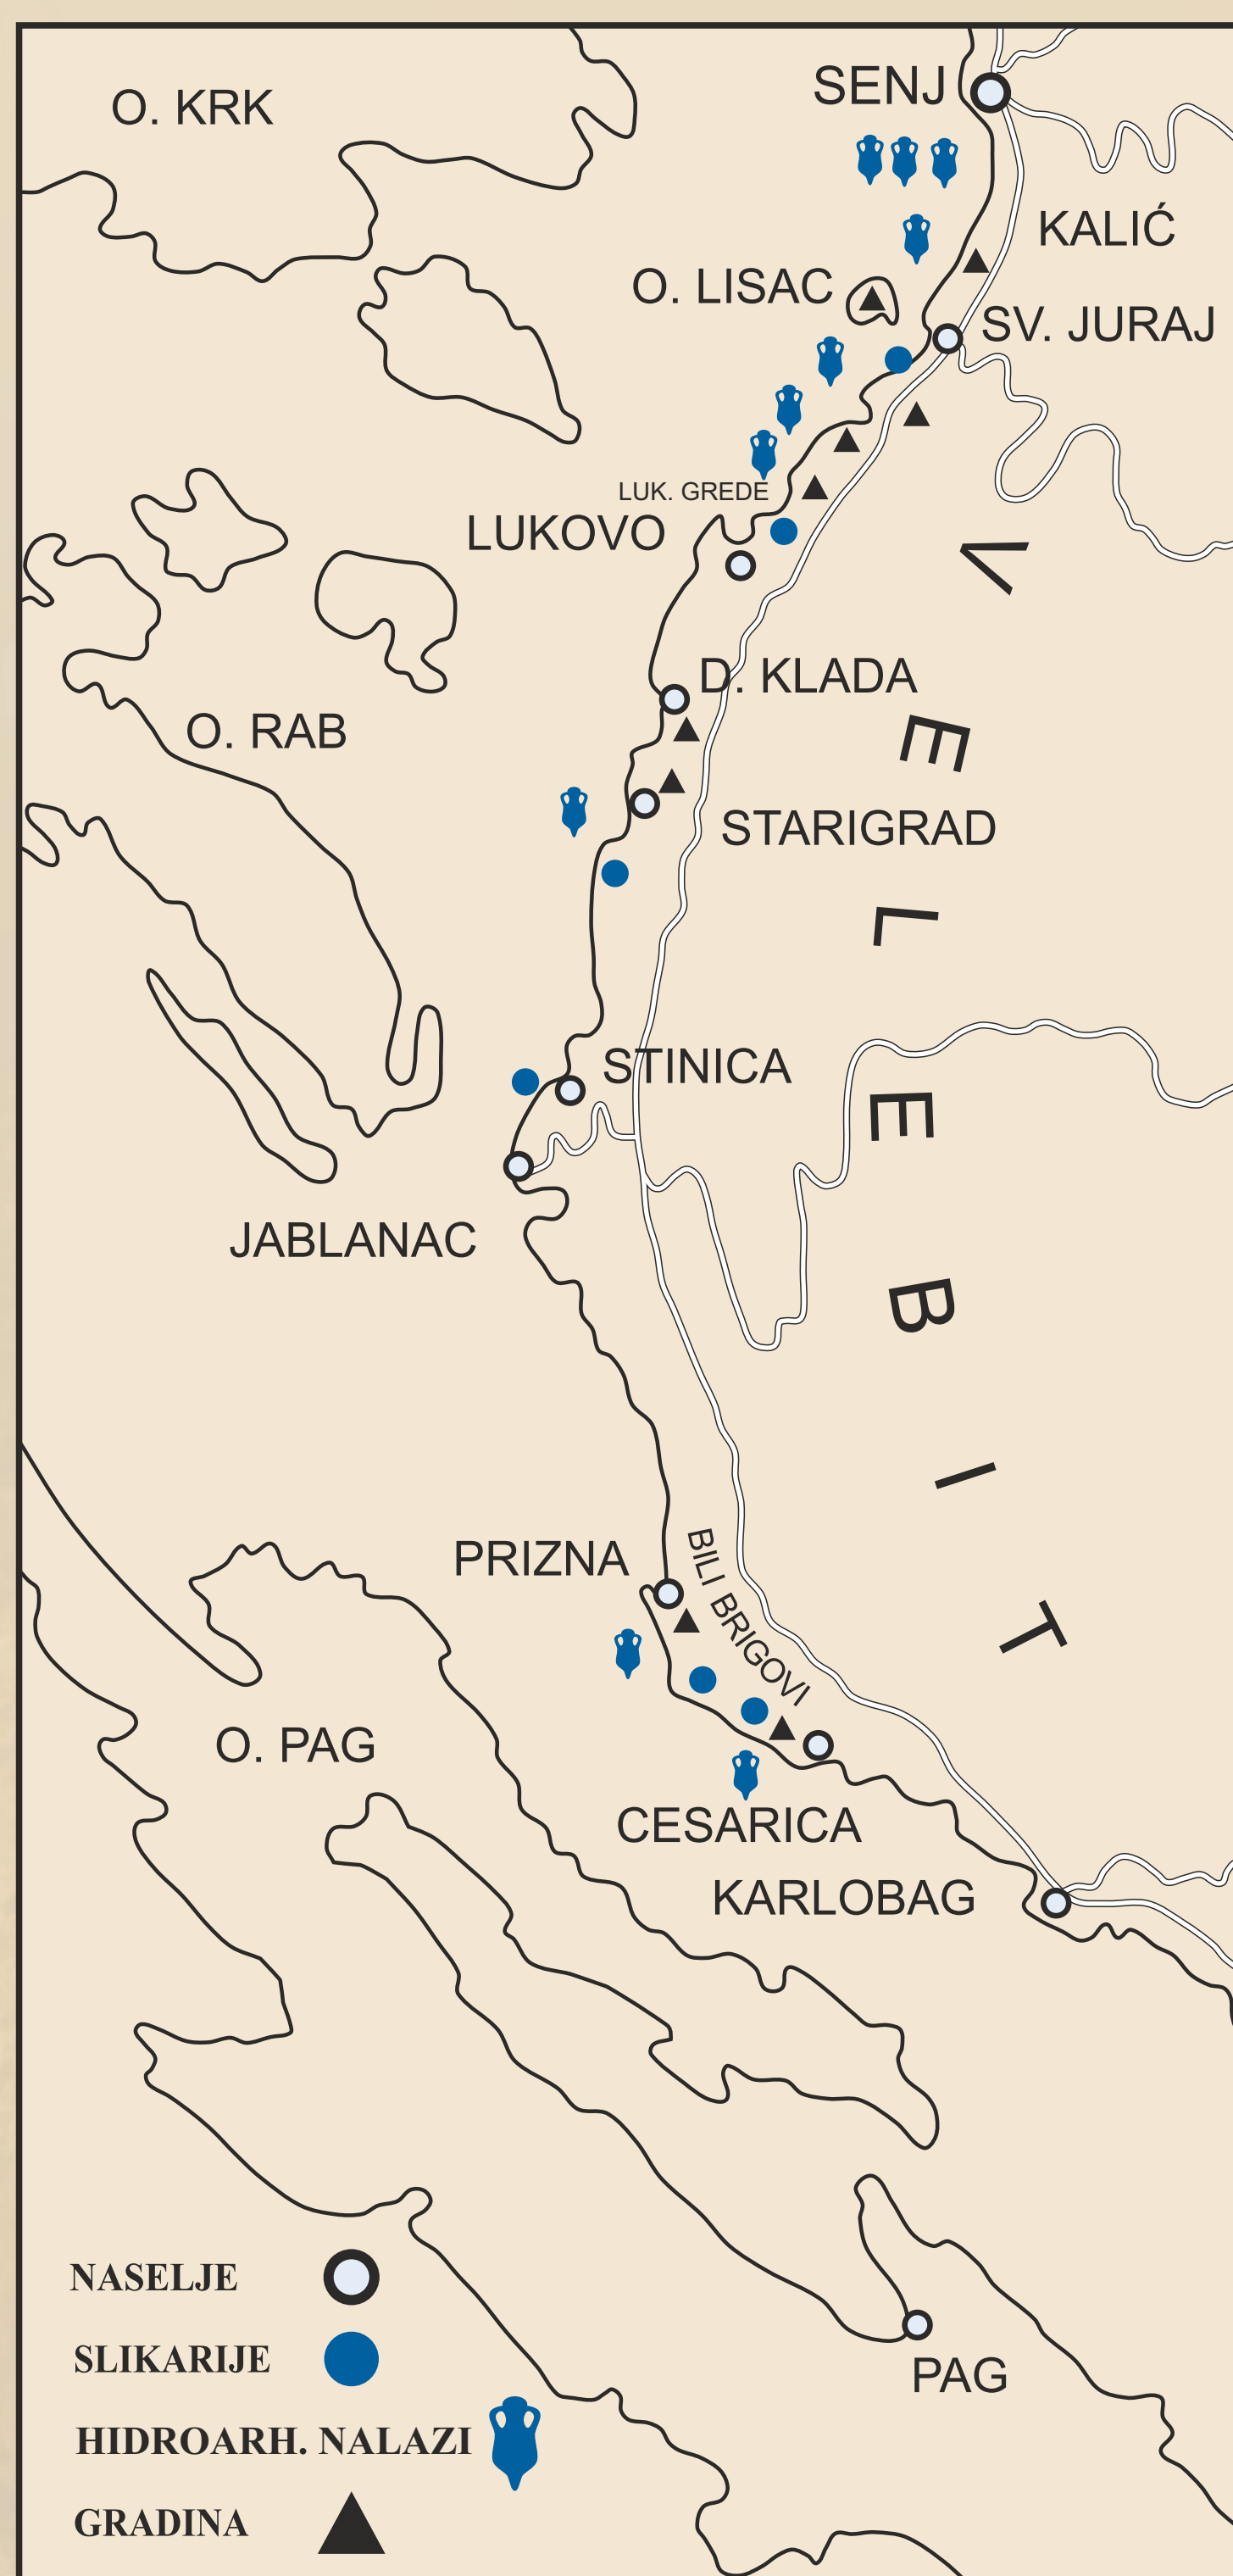 SENJ
O. KRK
KALIĆ
O. LISAC
SV. JURAJ
LUK. GREDE
LUKOVO
D. KLADA
O. RAB
STARIGRAD
STINICA
JABLANAC
VELEBIT
PRIZNA
BILI BRIGOVI
O. PAG
CESARICA
KARLOBAG
PAG
NASELJE
SLIKARIJE
HIDROARH. NALAZI
GRADINA